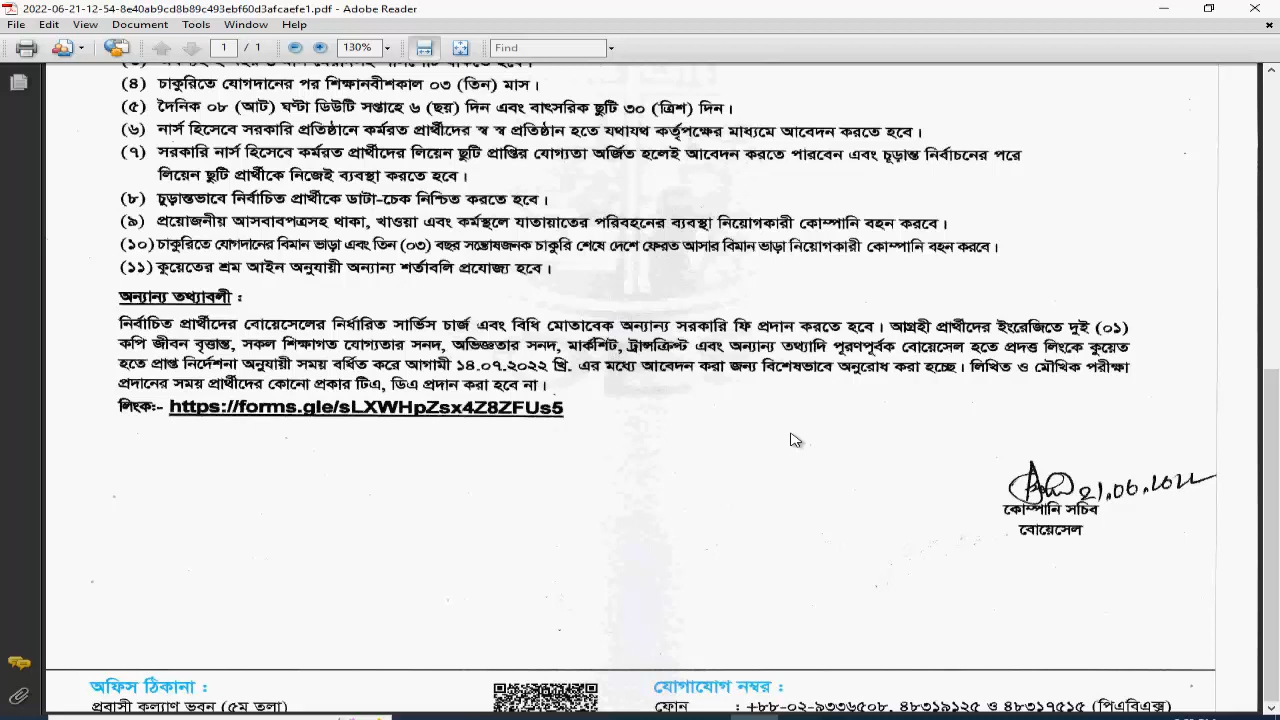 2022-06-21-12-54-8e40ab9cd8b89c493ebf60d3afcaefe1.pdf - Adobe Reader
File Edit View Document Tools Window Help
1 / 1 130% Find
(৪) চাকুরিতে যোগদানের পর শিক্ষানবীশকাল ০৩ (তিন) মাস।
(৫) দৈনিক ০৮ (আট) ঘণ্টা ডিউটি সপ্তাহে ৬ (ছয়) দিন এবং বাৎসরিক ছুটি ৩০ (ত্রিশ) দিন।
(৬) নার্স হিসেবে সরকারি প্রতিষ্ঠানে কর্মরত প্রার্থীদের স্ব স্ব প্রতিষ্ঠান হতে যথাযথ কর্তৃপক্ষের মাধ্যমে আবেদন করতে হবে।
(৭) সরকারি নার্স হিসেবে কর্মরত প্রার্থীদের লিয়েন ছুটি প্রাপ্তির যোগ্যতা অর্জিত হলেই আবেদন করতে পারবেন এবং চূড়ান্ত নির্বাচনের পরে
লিয়েন ছুটি প্রার্থীকে নিজেই ব্যবস্থা করতে হবে।
(৮) চুড়ান্তভাবে নির্বাচিত প্রার্থীকে ডাটা-চেক নিশ্চিত করতে হবে।
(৯) প্রয়োজনীয় আসবাবপত্রসহ থাকা, খাওয়া এবং কর্মস্থলে যাতায়াতের পরিবহনের ব্যবস্থা নিয়োগকারী কোম্পানি বহন করবে।
(১০) চাকুরিতে যোগদানের বিমান ভাড়া এবং তিন (০৩) বছর সন্তোষজনক চাকুরি শেষে দেশে ফেরত আসার বিমান ভাড়া নিয়োগকারী কোম্পানি বহন করবে।
(১১) কুয়েতের শ্রম আইন অনুযায়ী অন্যান্য শর্তাবলি প্রযোজ্য হবে।
অন্যান্য তথ্যাবলী :
নির্বাচিত প্রার্থীদের বোয়েসেলের নির্ধারিত সার্ভিস চার্জ এবং বিধি মোতাবেক অন্যান্য সরকারি ফি প্রদান করতে হবে। আগ্রহী প্রার্থীদের ইংরেজিতে দুই (০১)
কপি জীবন বৃত্তান্ত, সকল শিক্ষাগত যোগ্যতার সনদ, অভিজ্ঞতার সনদ, মার্কশিট, ট্রান্সক্রিপ্ট এবং অন্যান্য তথ্যাদি পূরণপূর্বক বোয়েসেল হতে প্রদত্ত লিংকে কুয়েত
হতে প্রাপ্ত নির্দেশনা অনুযায়ী সময় বর্ধিত করে আগামী ১৪.০৭.২০২২ খ্রি. এর মধ্যে আবেদন করা জন্য বিশেষভাবে অনুরোধ করা হচ্ছে। লিখিত ও মৌখিক পরীক্ষা
প্রদানের সময় প্রার্থীদের কোনো প্রকার টিএ, ডিএ প্রদান করা হবে না।
লিংক:- https://forms.gle/sLXWHpZsx4Z8ZFUs5
21.06.2022
কোম্পানি সচিব
বোয়েসেল
অফিস ঠিকানা :
প্রবাসী কল্যাণ ভবন (৫ম তলা)
যোগাযোগ নম্বর :
ফোন : +৮৮-০২-৯৩৩৬৫০৮, ৪৮৩১৯১২৫ ও ৪৮৩১৭৫১৫ (পিএবিএক্স)